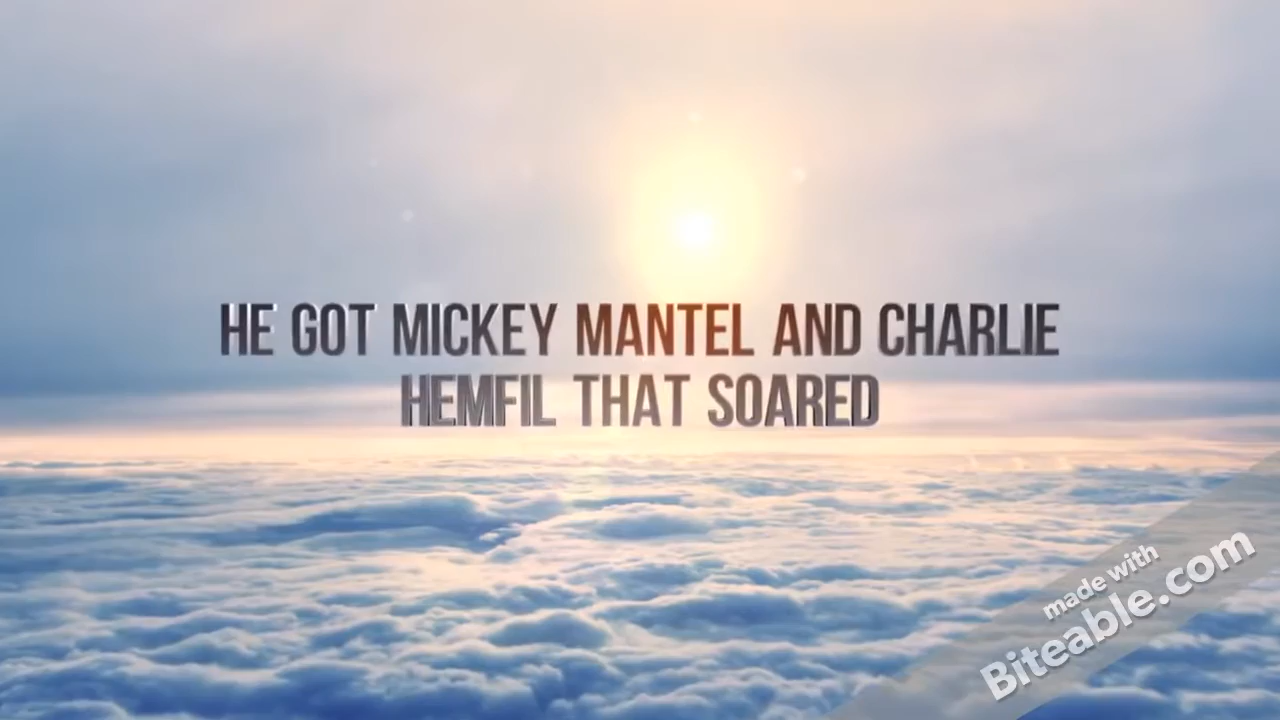 HE GOT MICKEY MANTEL AND CHARLIE
HEMFIL THAT SOARED
made with
Biteable.com